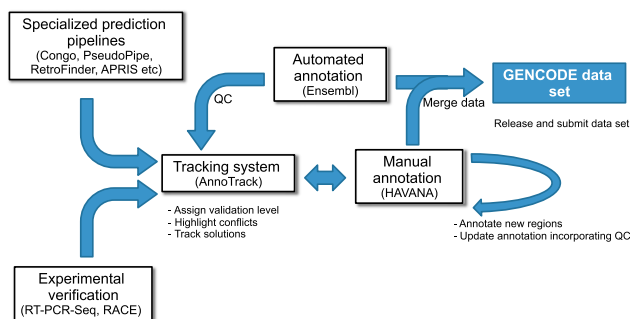 Specialized prediction
pipelines
(Congo, PseudoPipe,
RetroFinder, APRIS etc)
Automated
annotation
(Ensembl)
GENCODE data
set
QC
Merge data
Release and submit data set
Tracking system
(AnnoTrack)
Manual
annotation
(HAVANA)
- Assign validation level
- Highlight conflicts
- Track solutions
- Annotate new regions
- Update annotation incorporating QC
Experimental
verification
(RT-PCR-Seq, RACE)